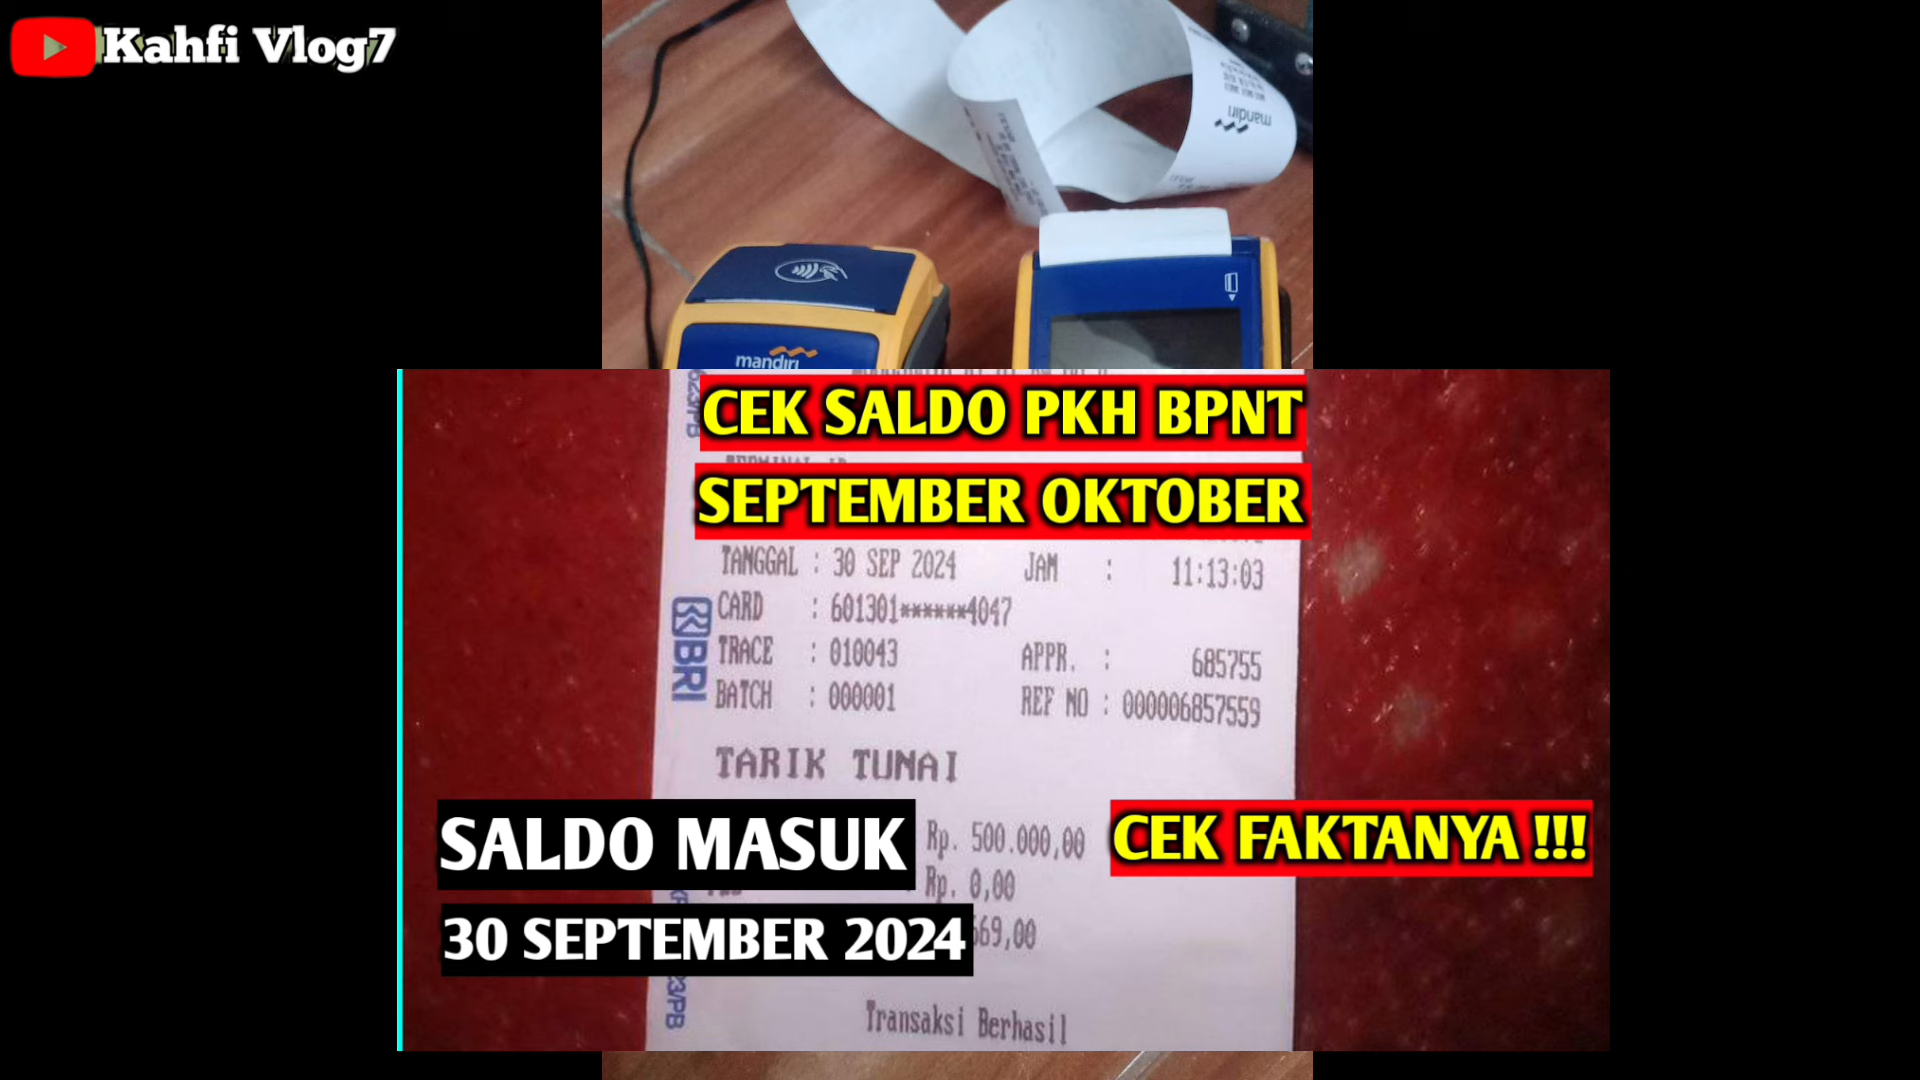 Kahfi Vlog7
mandiri
mandiri
CEK SALDO PKH BPNT
SEPTEMBER OKTOBER
TANGGAL : 30 SEP 2024 JAM : 11:13:03
CARD : 601301******4047
TRACE : 010043 APPR. : 685755
BATCH : 000001 REF NO : 000006857559
BRI
TARIK TUNAI
SALDO MASUK
Rp. 500.000,00
CEK FAKTANYA !!!
: Rp. 0,00
30 SEPTEMBER 2024
669,00
Transaksi Berhasil